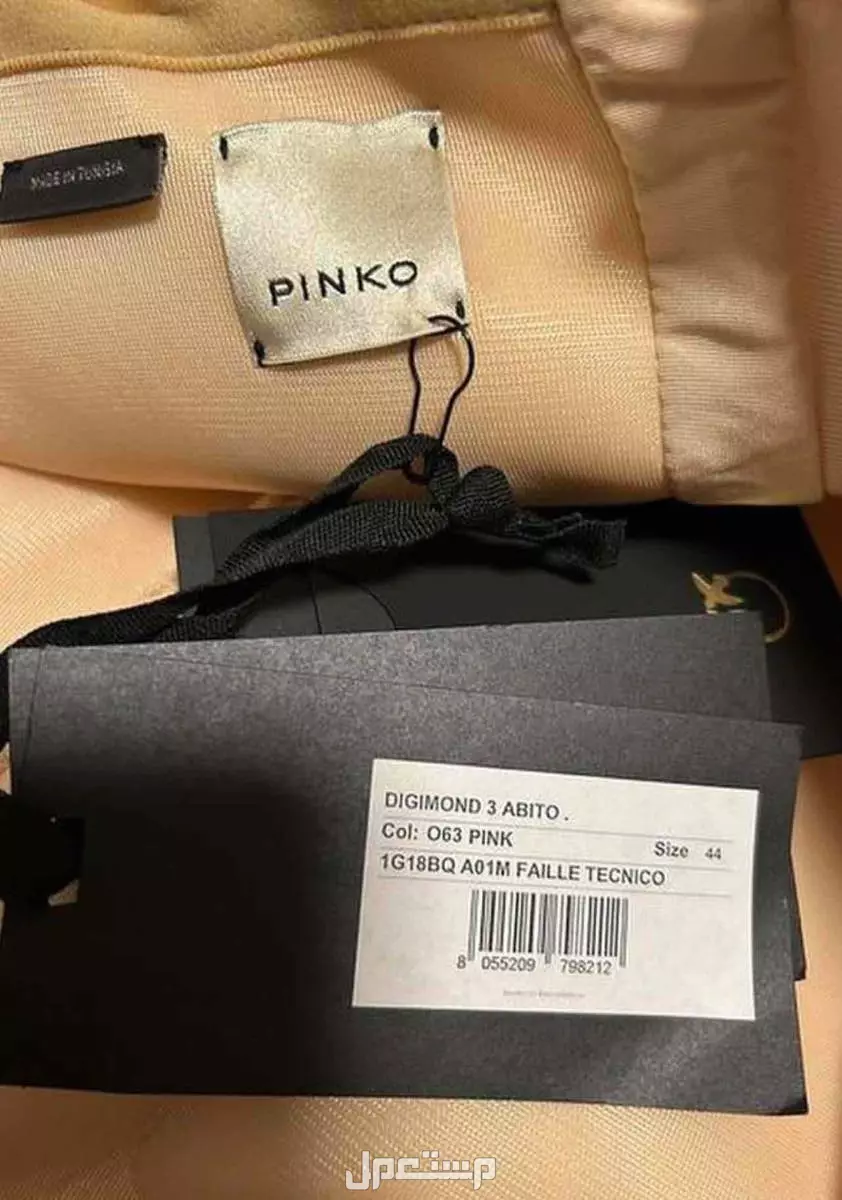 MADE IN TUNISIA
PINKO
DIGIMOND 3 ABITO .
Col: O63 PINK
Size 44
1G18BQ A01M FAILLE TECNICO
8 055209 798212
مستعمل